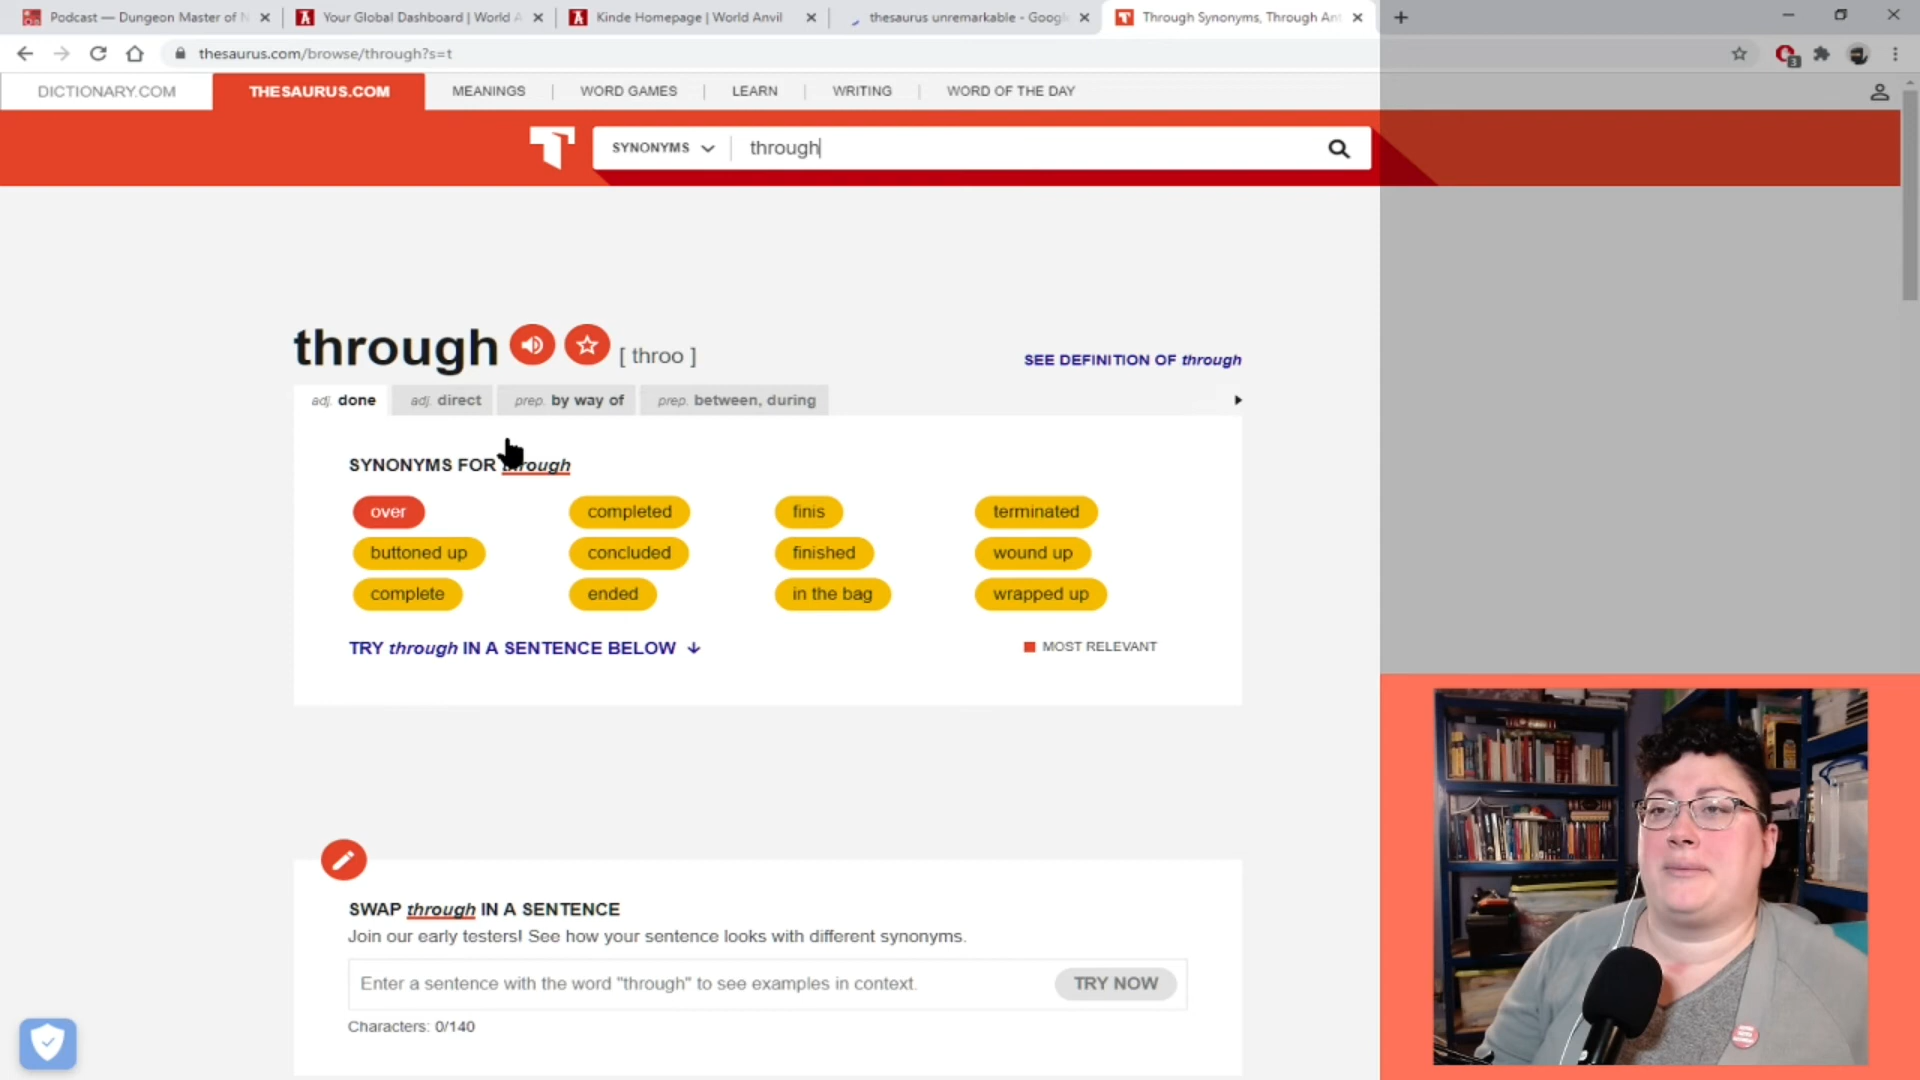 Podcast — Dungeon Master of N
Your Global Dashboard | World A
Kinde Homepage | World Anvil
thesaurus unremarkable - Googl
Through Synonyms, Through Ant
thesaurus.com/browse/through?s=t
3
DICTIONARY.COM
THESAURUS.COM
MEANINGS
WORD GAMES
LEARN
WRITING
WORD OF THE DAY
SYNONYMS
through
through
[ throo ]
SEE DEFINITION OF through
adj. done
adj. direct
prep. by way of
prep. between, during
SYNONYMS FOR through
over
completed
finis
terminated
buttoned up
concluded
finished
wound up
complete
ended
in the bag
wrapped up
TRY through IN A SENTENCE BELOW
MOST RELEVANT
SWAP through IN A SENTENCE
Join our early testers! See how your sentence looks with different synonyms.
Enter a sentence with the word "through" to see examples in context.
TRY NOW
Characters: 0/140